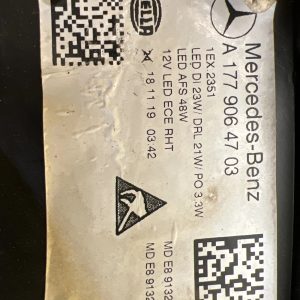 Mercedes-Benz
A 177 906 47 03
1EX 2351
LED DI 23W/ DRL 21W/ PO 3.3W
LED AFS 48W
12V LED ECE RHT
18 11 19 03:42
HELLA
MD E8 9132
MD E8 9132